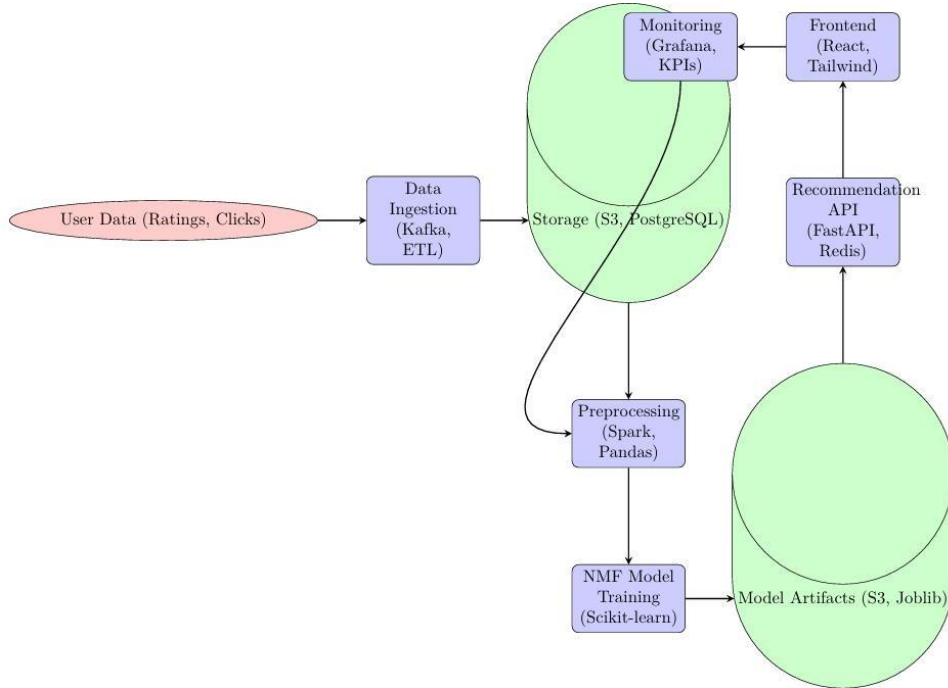 Monitoring
(Grafana,
KPIs)
Frontend
(React,
Tailwind)
User Data (Ratings, Clicks)
Data
Ingestion
(Kafka,
ETL)
Storage (S3, PostgreSQL)
Recommendation
API
(FastAPI,
Redis)
Preprocessing
(Spark,
Pandas)
NMF Model
Training
(Scikit-learn)
Model Artifacts (S3, Joblib)